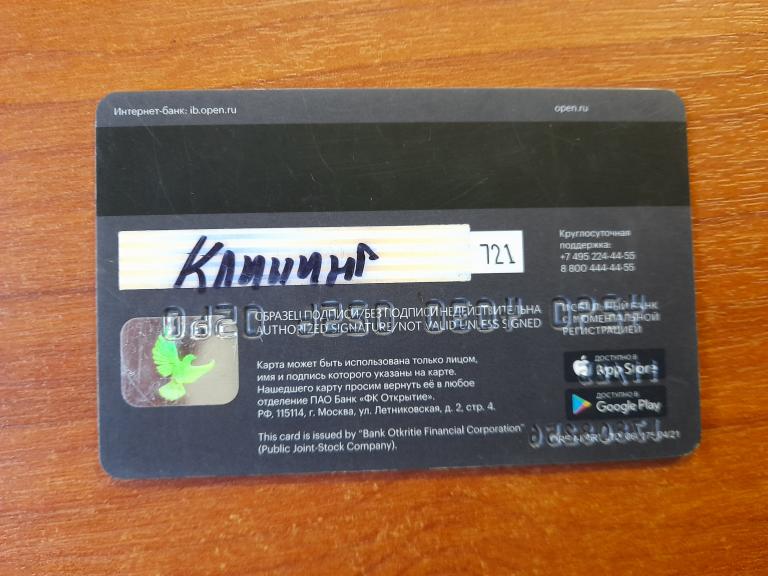 Интернет-банк: ib.open.ru
open.ru
Клининг
721
Круглосуточная
поддержка:
+7 495 224-44-55
8 800 444-44-55
ОБРАЗЕЦ ПОДПИСИ/БЕЗ ПОДПИСИ НЕДЕЙСТВИТЕЛЬНА
AUTHORIZED SIGNATURE/NOT VALID UNLESS SIGNED
МОБИЛЬНЫЙ БАНК
С МОМЕНТАЛЬНОЙ
РЕГИСТРАЦИЕЙ
Карта может быть использована только лицом,
имя и подпись которого указаны на карте.
Нашедшего карту просим вернуть её в любое
отделение ПАО Банк «ФК Открытие».
РФ, 115114, г. Москва, ул. Летниковская, д. 2, стр. 4.
This card is issued by "Bank Otkritie Financial Corporation"
(Public Joint-Stock Company).
ДОСТУПНО В
App Store
ДОСТУПНО В
Google Play